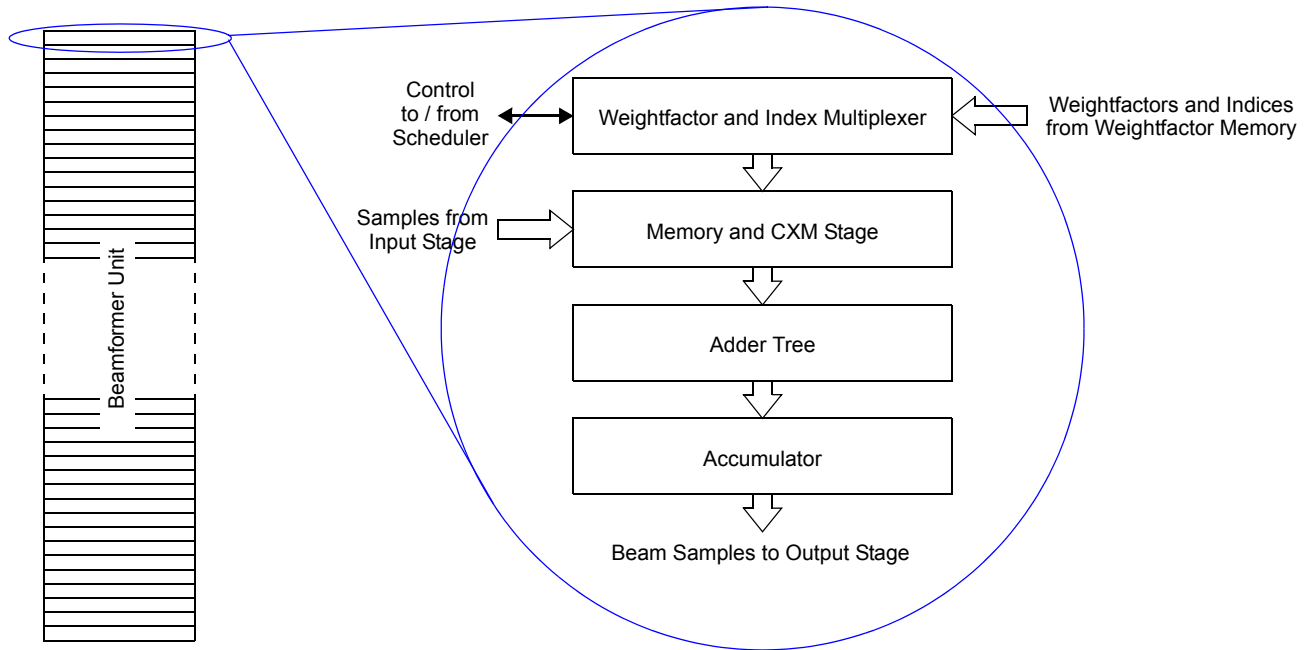 Control
to / from
Scheduler
Weightfactor and Index Multiplexer
Weightfactors and Indices
from Weightfactor Memory
Samples from
Input Stage
Memory and CXM Stage
Beamformer Unit
Adder Tree
Accumulator
Beam Samples to Output Stage